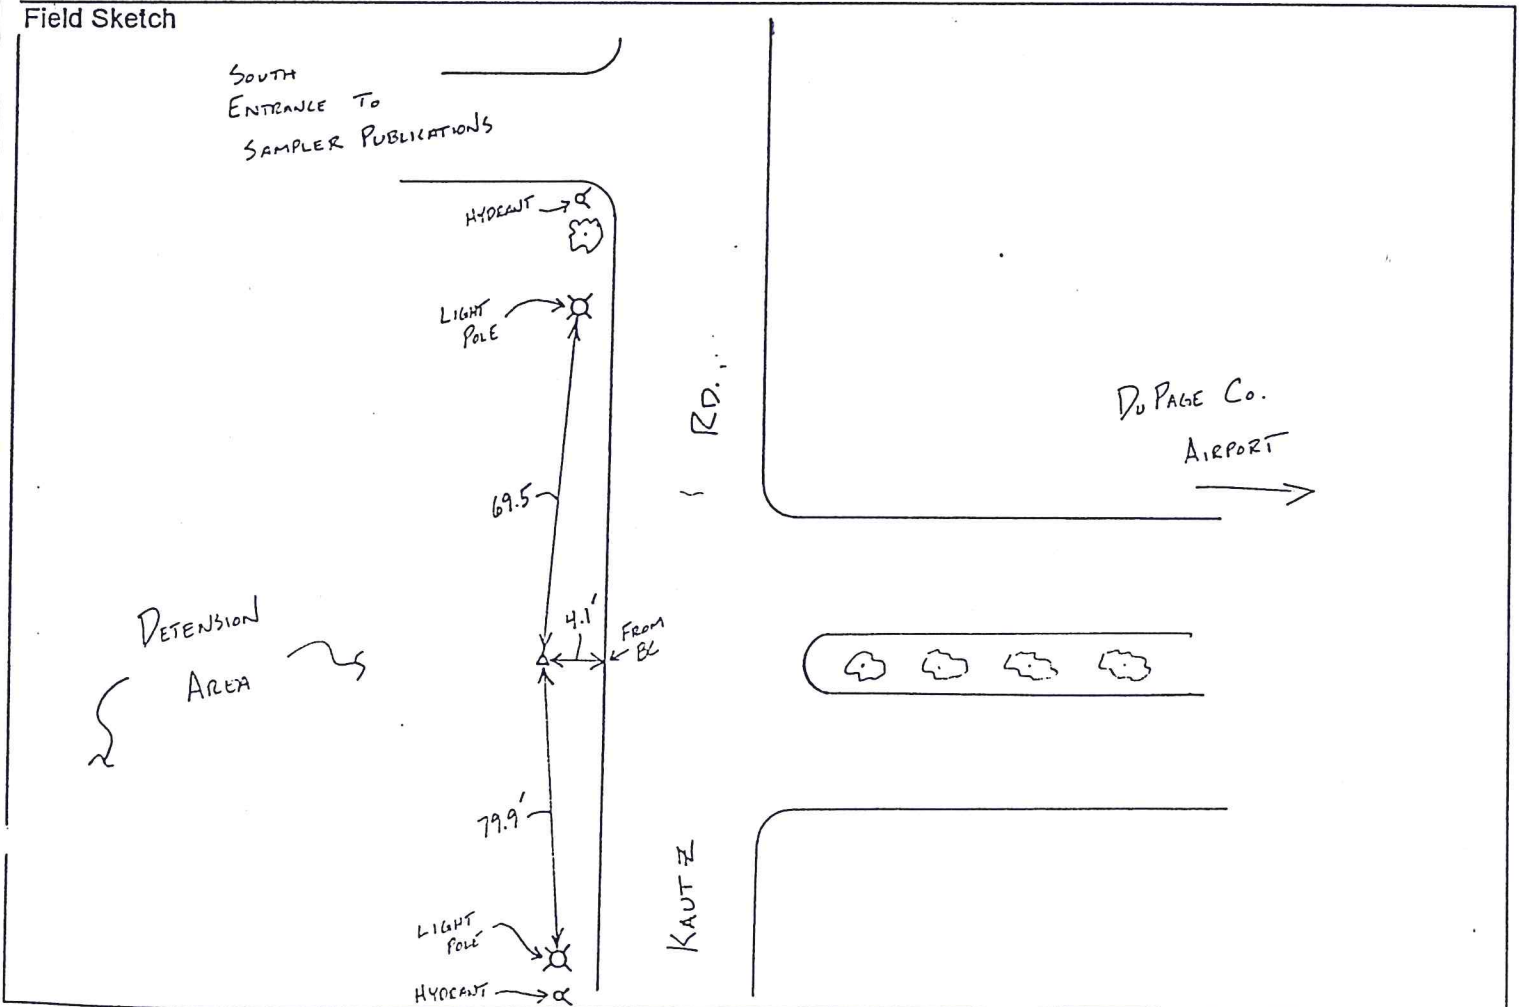 Field Sketch
SOUTH
ENTRANCE TO
SAMPLER PUBLICATIONS
HYDRANT
LIGHT
POLE
RD.
DUPAGE CO.
AIRPORT
69.5
4.1'
FROM
BC
DETENSION
AREA
79.9'
KAUTZ
LIGHT
POLE
HYDRANT